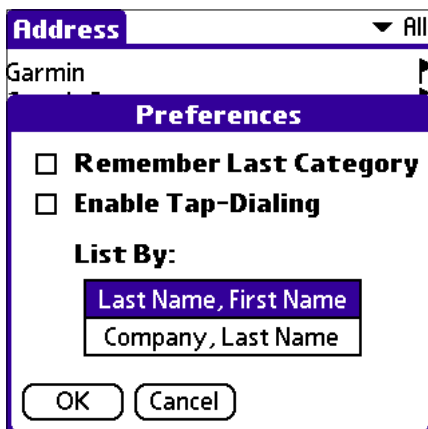 Address
All
Garmin
Preferences
Remember Last Category
Enable Tap-Dialing
List By:
Last Name, First Name
Company, Last Name
OK
Cancel